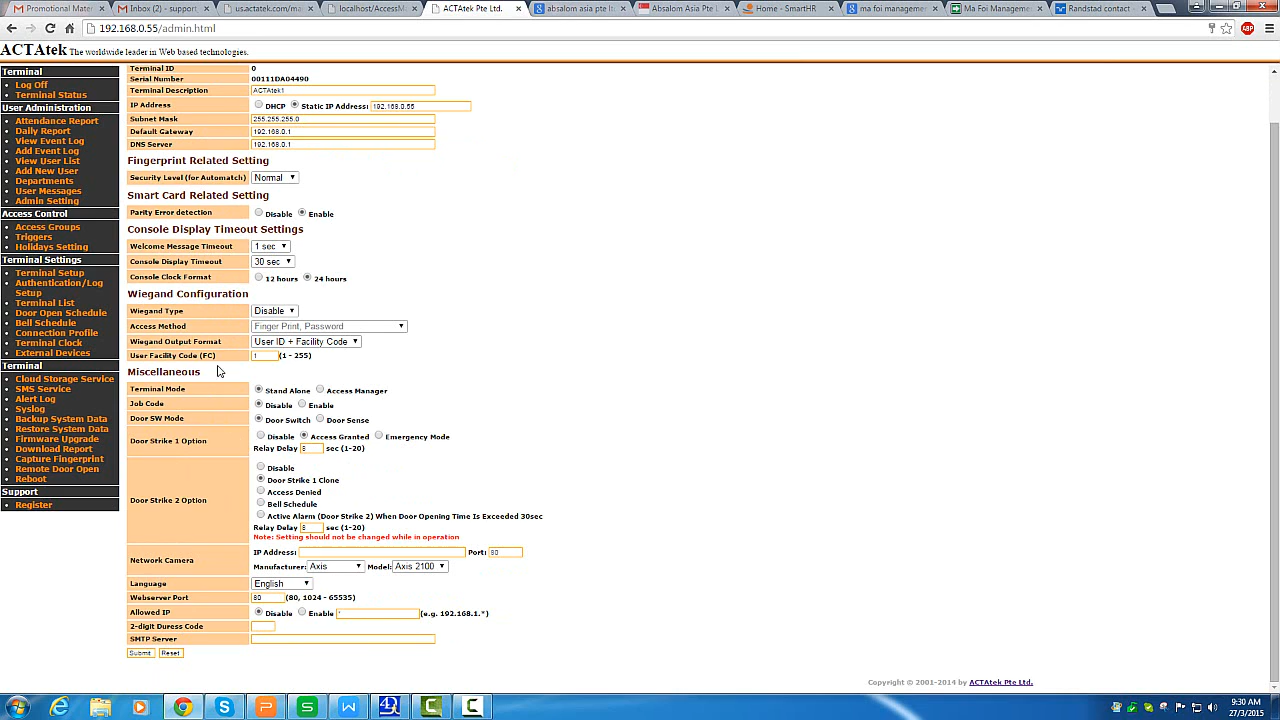 Promotional Mater
Inbox (2) - support.
us.actatek.com/mai
localhost/AccessMa
ACTAtek Pte Ltd.
absalom asia pte lt
Absalom Asia Pte L
Home - SmartHR
ma foi managemen
Ma Foi Managemen
Randstad contact
192.168.0.55/admin.html
ACTAtek The worldwide leader in Web based technologies.
Terminal
Log Off
Terminal Status
User Administration
Attendance Report
Daily Report
View Event Log
Add Event Log
View User List
Add New User
Departments
User Messages
Admin Setting
Access Control
Access Groups
Triggers
Holidays Setting
Terminal Settings
Terminal Setup
Authentication/Log
Setup
Terminal List
Door Open Schedule
Bell Schedule
Connection Profile
Terminal Clock
External Devices
Terminal
Cloud Storage Service
SMS Service
Alert Log
Syslog
Backup System Data
Restore System Data
Firmware Upgrade
Download Report
Capture Fingerprint
Remote Door Open
Reboot
Support
Register
Terminal ID 0
Serial Number 00111DA04490
Terminal Description ACTAtek1
IP Address DHCP Static IP Address: 192.168.0.55
Subnet Mask 255.255.255.0
Default Gateway 192.168.0.1
DNS Server 192.168.0.1
Fingerprint Related Setting
Security Level (for Automatch) Normal
Smart Card Related Setting
Parity Error detection Disable Enable
Console Display Timeout Settings
Welcome Message Timeout 1 sec
Console Display Timeout 30 sec
Console Clock Format 12 hours 24 hours
Wiegand Configuration
Wiegand Type Disable
Access Method Finger Print, Password
Wiegand Output Format User ID + Facility Code
User Facility Code (FC) 1 (1 - 255)
Miscellaneous
Terminal Mode Stand Alone Access Manager
Job Code Disable Enable
Door SW Mode Door Switch Door Sense
Door Strike 1 Option Disable Access Granted Emergency Mode
Relay Delay 5 sec (1-20)
Door Strike 2 Option
Disable
Door Strike 1 Clone
Access Denied
Bell Schedule
Active Alarm (Door Strike 2) When Door Opening Time Is Exceeded 30sec
Relay Delay 5 sec (1-20)
Note: Setting should not be changed while in operation
Network Camera IP Address: Port: 80
Manufacturer: Axis Model: Axis 2100
Language English
Webserver Port 80 (80, 1024 - 65535)
Allowed IP Disable Enable * (e.g. 192.168.1.*)
2-digit Duress Code
SMTP Server
Submit Reset
Copyright © 2001-2014 by ACTAtek Pte Ltd.
9:30 AM
27/3/2015